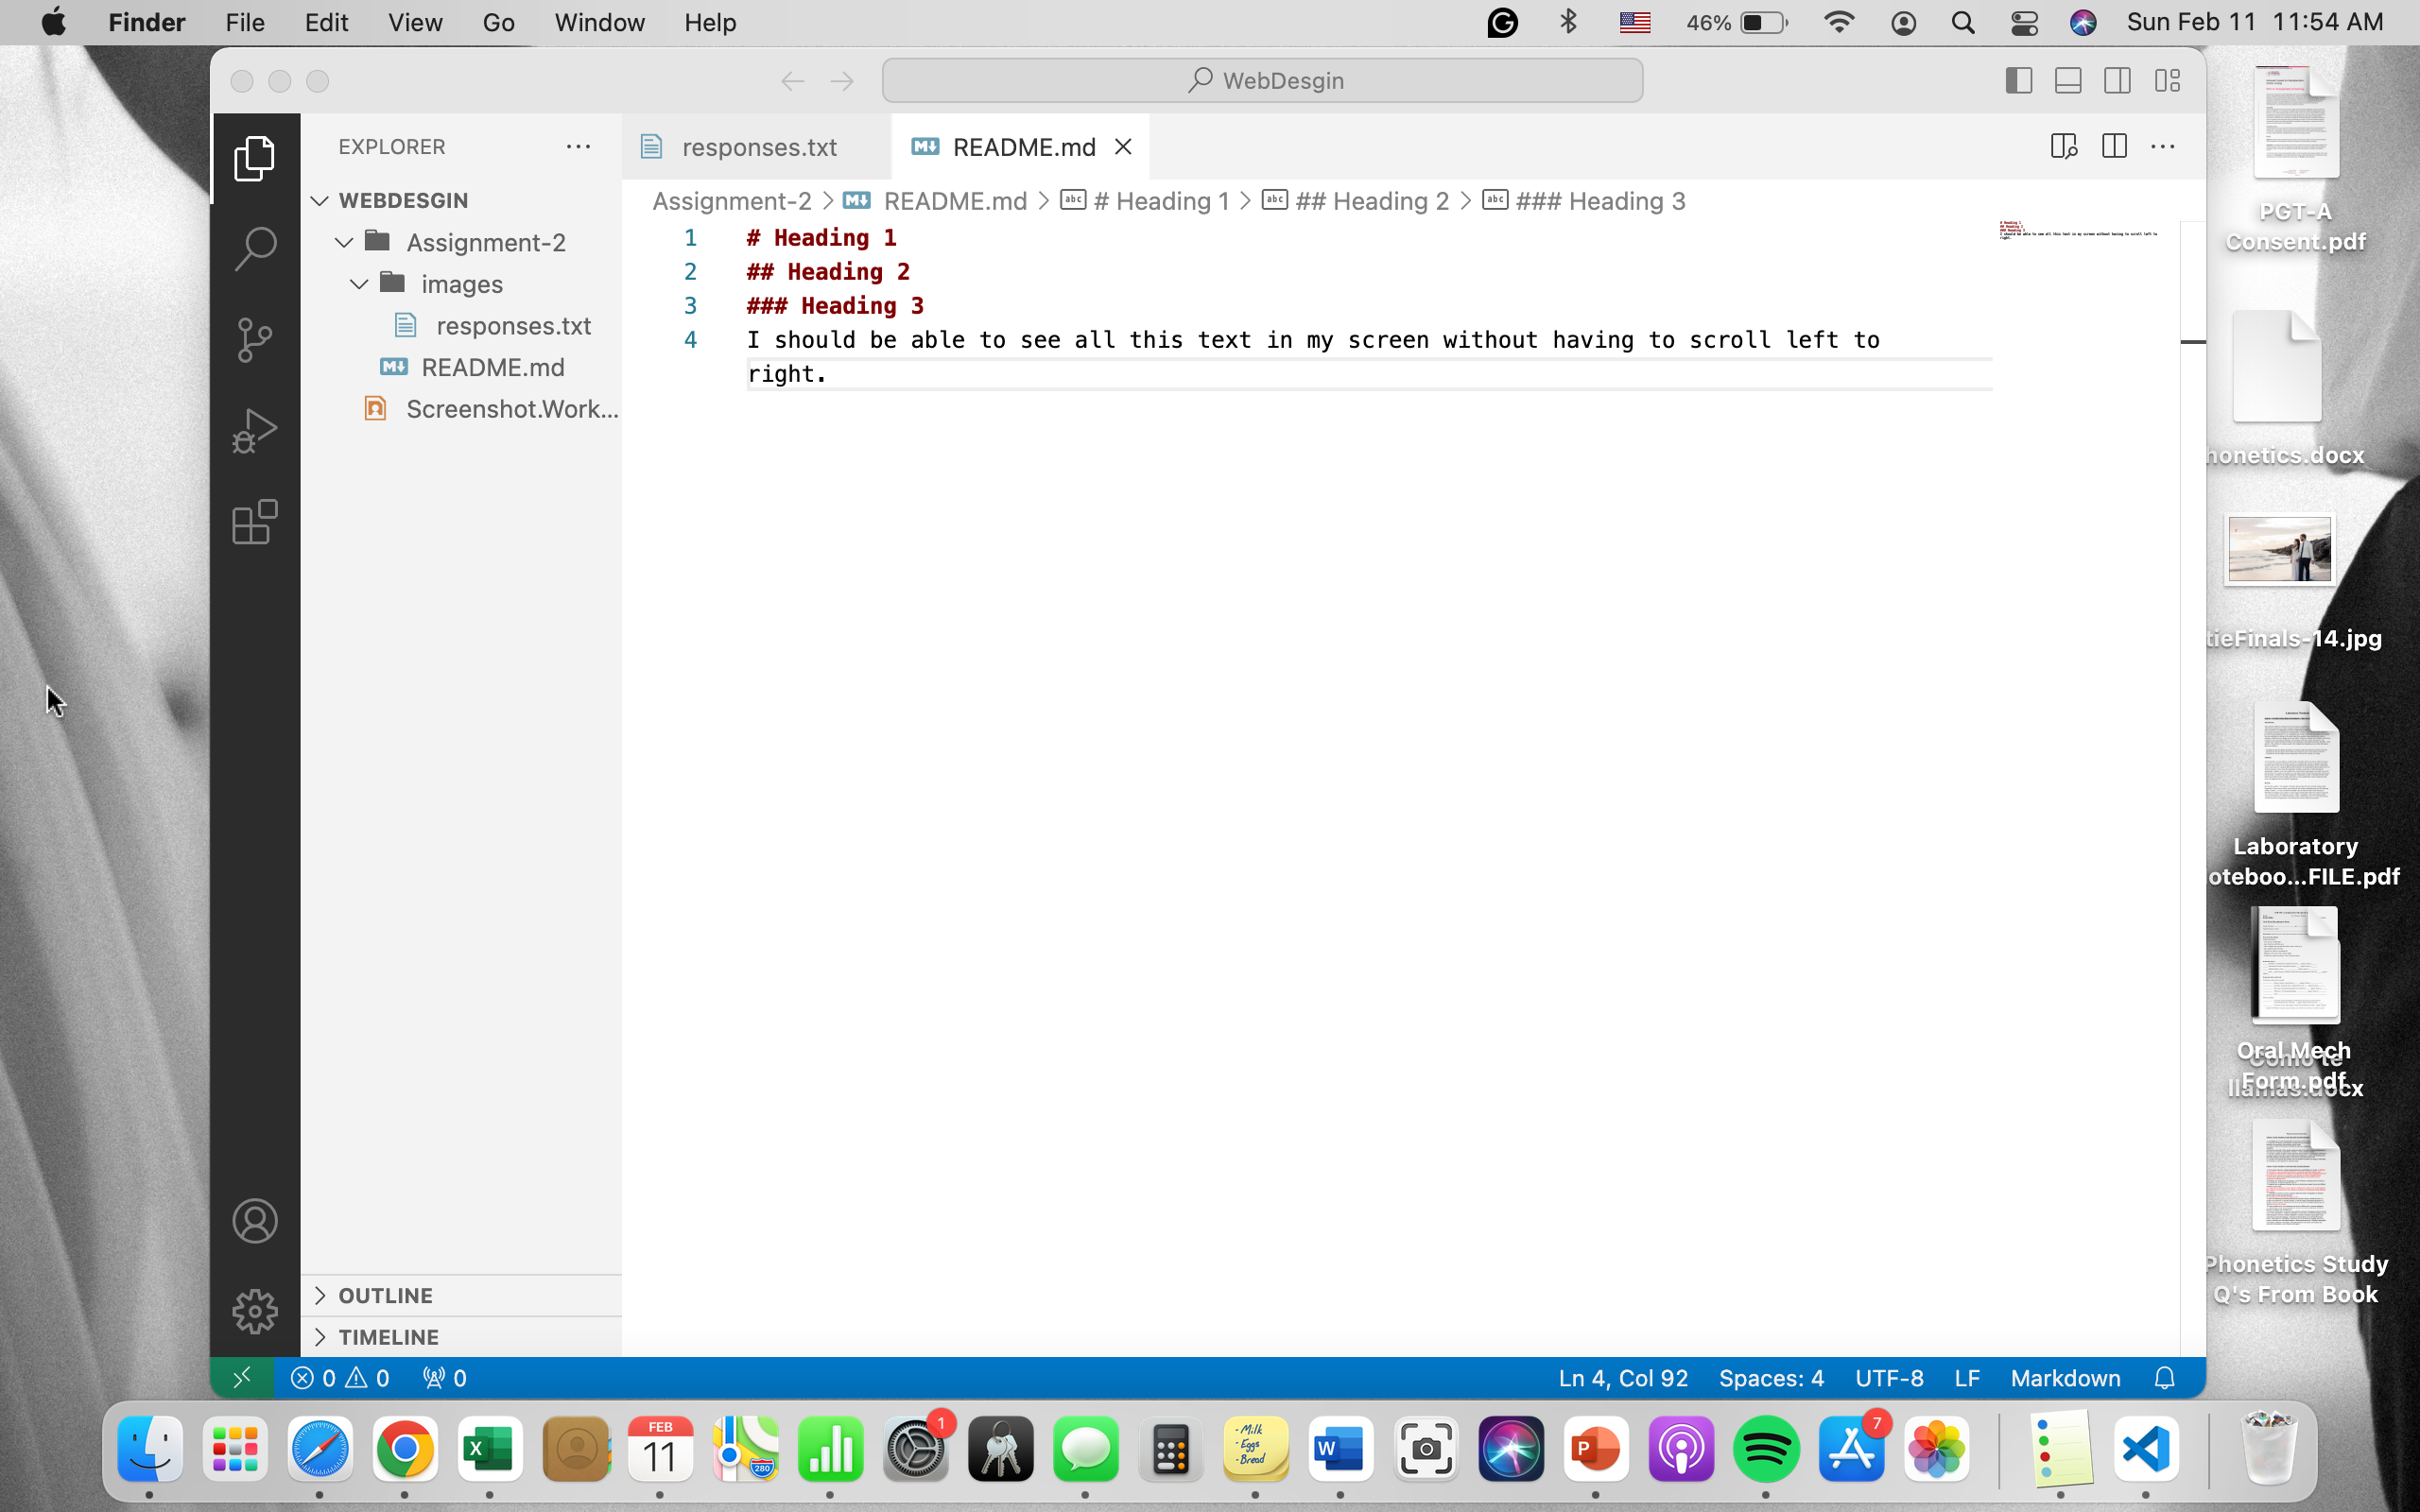 Finder File Edit View Go Window Help 46% Sun Feb 11 11:54 AM
WebDesgin
EXPLORER
WEBDESGIN
Assignment-2
images
responses.txt
README.md
Screenshot.Work...
OUTLINE
TIMELINE
responses.txt README.md
Assignment-2 > README.md > # Heading 1 > ## Heading 2 > ### Heading 3
1 # Heading 1
2 ## Heading 2
3 ### Heading 3
4 I should be able to see all this text in my screen without having to scroll left to
right.
0 0 0 Ln 4, Col 92 Spaces: 4 UTF-8 LF Markdown
PGT-A
Consent.pdf
honetics.docx
tieFinals-14.jpg
Laboratory
oteboo...FILE.pdf
Oral Mech
Form.pdf
llamas.docx
Phonetics Study
Q's From Book
FEB
11
280
1
- Milk
- Eggs
- Bread
7